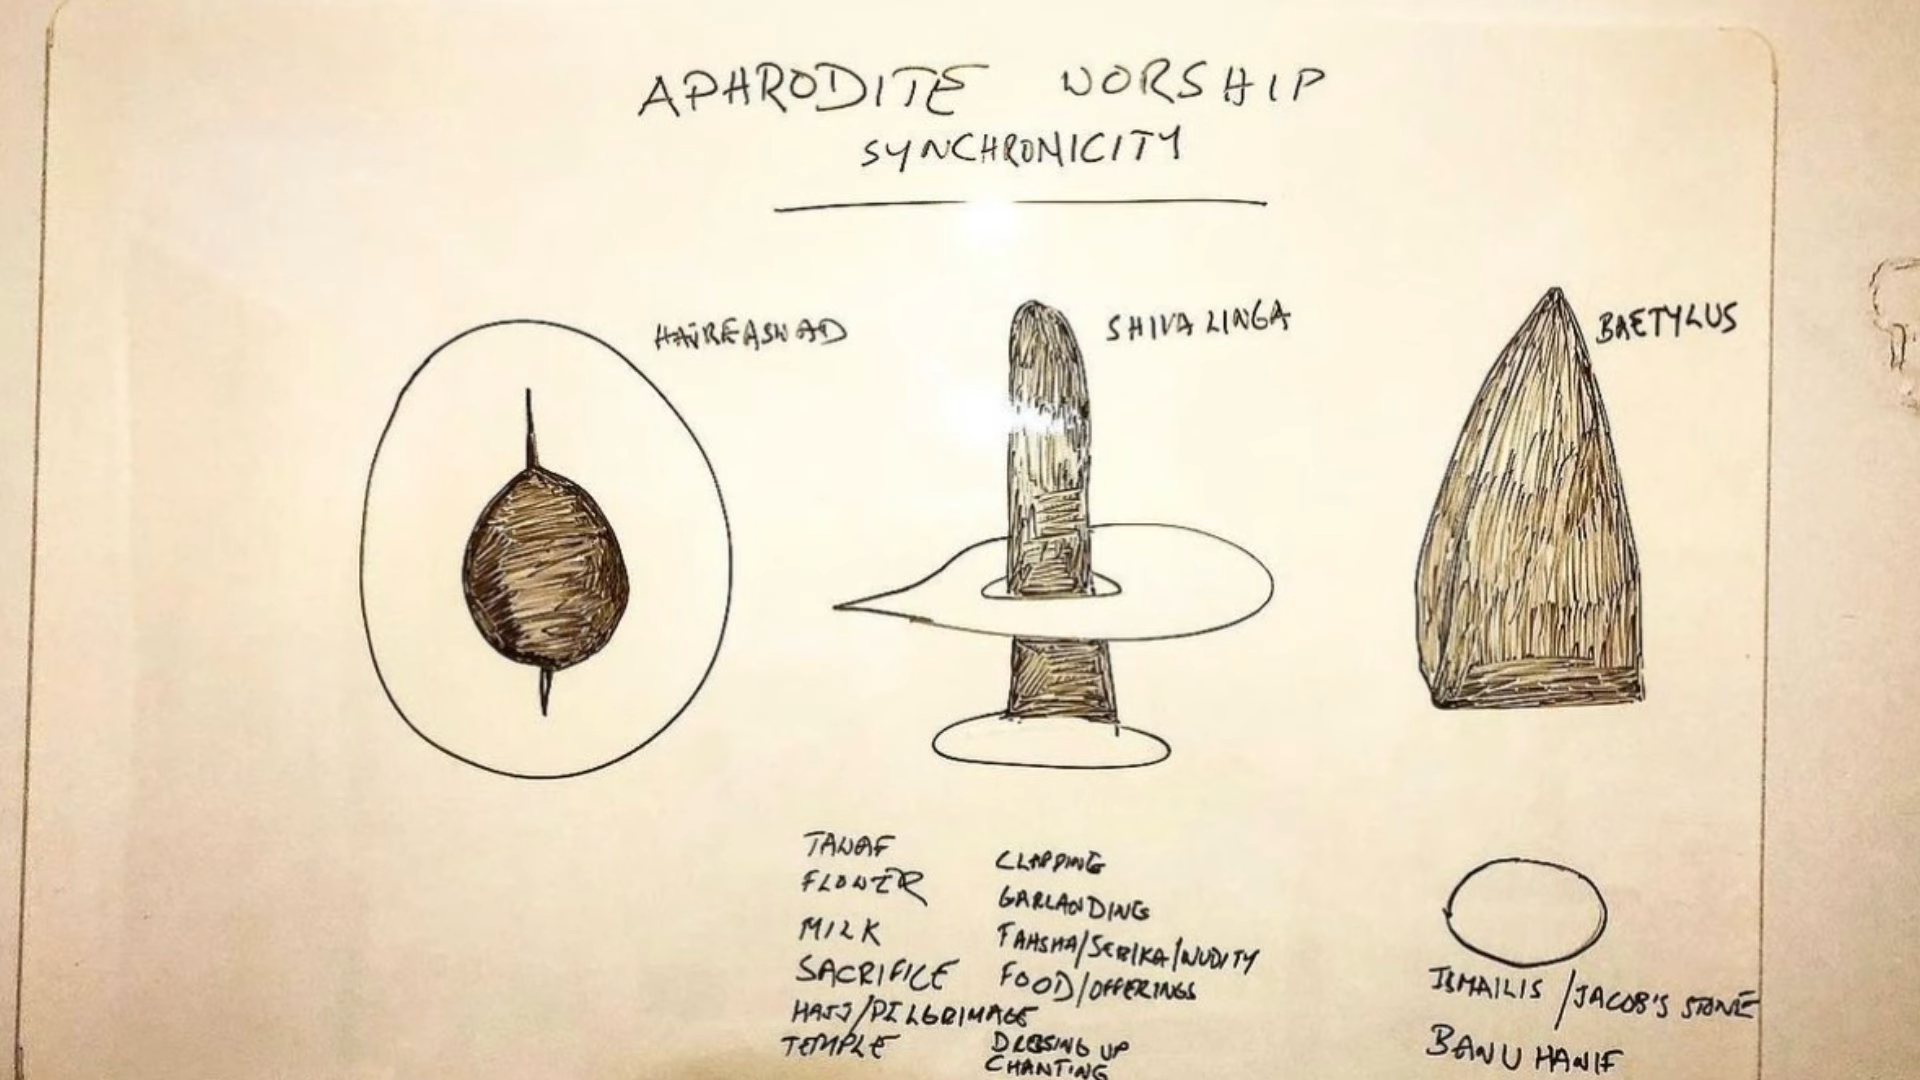 APHRODITE WORSHIP
SYNCHRONICITY
HAJREASWAD
SHIVA LINGA
BAETYLUS
TAWAF
FLOWER
MILK
SACRIFICE
HAJJ/PILGRIMAGE
TEMPLE
CLAPPING
GARLANDING
FAHSHA/SEBIKA/NUDITY
FOOD/OFFERINGS
DRESSING UP
CHANTING
ISMAILIS /JACOB'S STONE
BANU HANIF